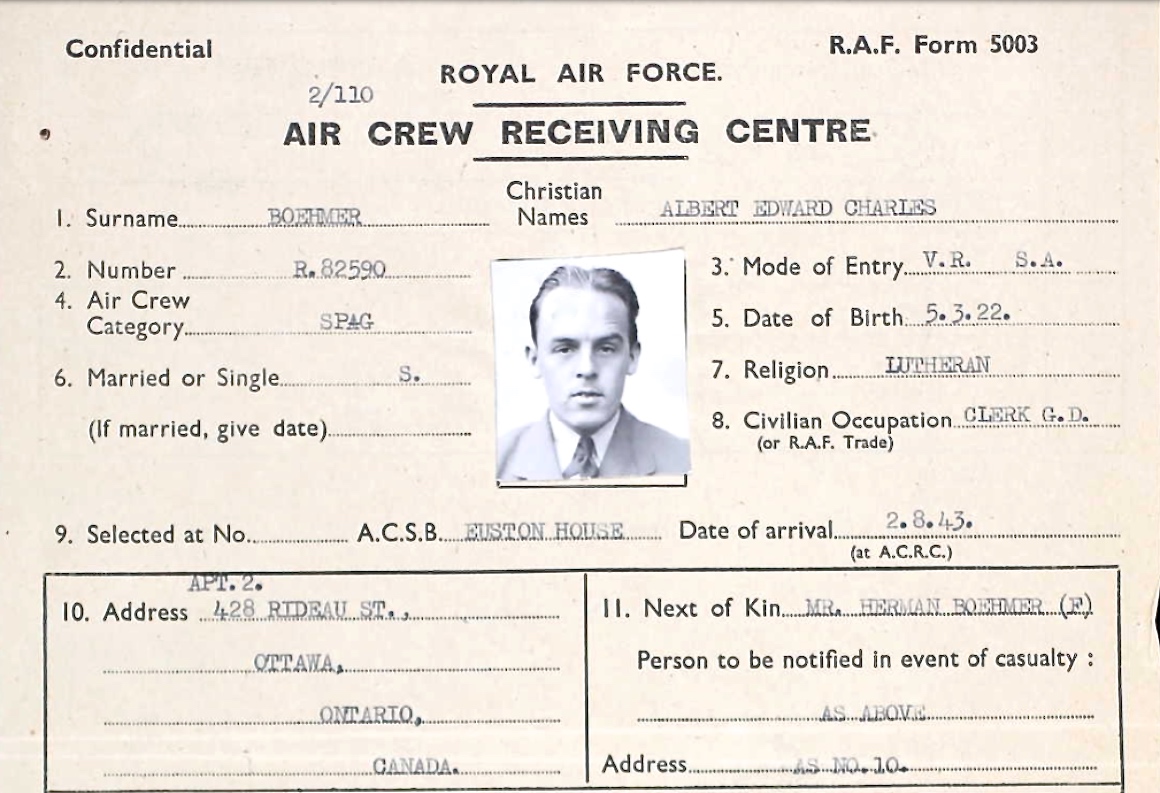 Confidential
R.A.F. Form 5003
ROYAL AIR FORCE.
2/110
AIR CREW RECEIVING CENTRE
1. Surname BOEHMER Christian Names ALBERT EDWARD CHARLES
2. Number R.82590
3. Mode of Entry V.R. S.A.
4. Air Crew
Category SPAG
5. Date of Birth 5.3.22.
6. Married or Single S.
7. Religion LUTHERAN
(If married, give date)
8. Civilian Occupation CLERK G.D.
(or R.A.F. Trade)
9. Selected at No. A.C.S.B. EUSTON HOUSE Date of arrival 2.8.43.
(at A.C.R.C.)
APT.2.
10. Address 428 RIDEAU ST.,
OTTAWA,
ONTARIO,
CANADA.
11. Next of Kin MR. HERMAN BOEHMER (F)
Person to be notified in event of casualty :
AS ABOVE
Address AS NO.10.